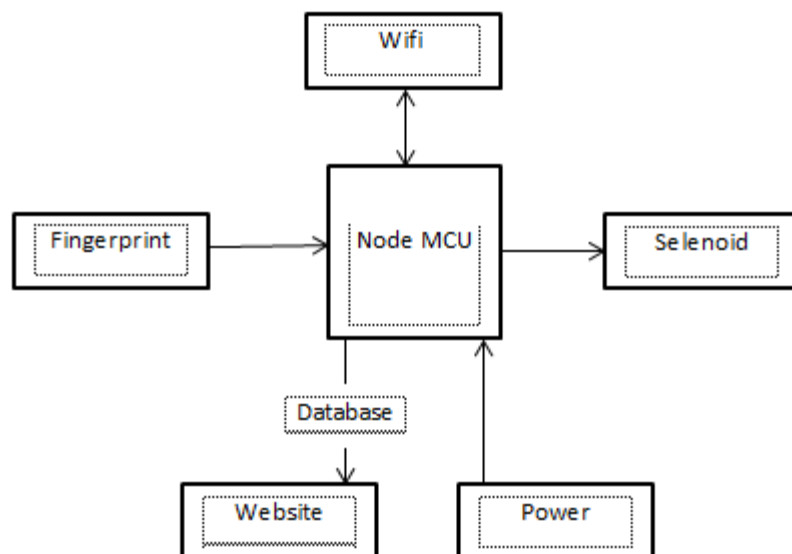 Wifi
Fingerprint
Node MCU
Selenoid
Database
Website
Power